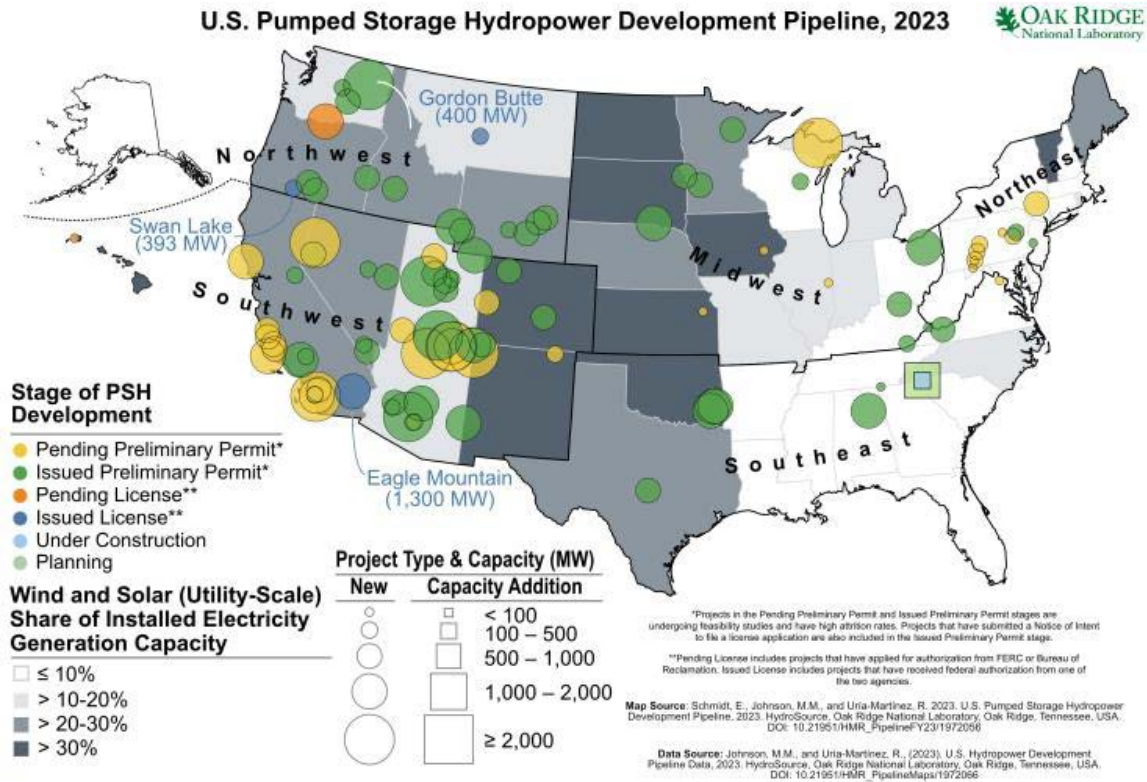 U.S. Pumped Storage Hydropower Development Pipeline, 2023
OAK RIDGE
National Laboratory
Gordon Butte
(400 MW)
Northwest
Swan Lake
(393 MW)
Southwest
Midwest
Northeast
Southeast
Eagle Mountain
(1,300 MW)
Stage of PSH
Development
Pending Preliminary Permit*
Issued Preliminary Permit*
Pending License**
Issued License**
Under Construction
Planning
Wind and Solar (Utility-Scale)
Share of Installed Electricity
Generation Capacity
≤ 10%
> 10-20%
> 20-30%
> 30%
Project Type & Capacity (MW)
New Capacity Addition
< 100
100 – 500
500 – 1,000
1,000 – 2,000
≥ 2,000
*Projects in the Pending Preliminary Permit and Issued Preliminary Permit stages are
undergoing feasibility studies and have high attrition rates. Projects that have submitted a Notice of Intent
to file a license application are also included in the Issued Preliminary Permit stage.
**Pending License includes projects that have applied for authorization from FERC or Bureau of
Reclamation. Issued License includes projects that have received federal authorization from one of
the two agencies.
Map Source: Schmidt, E., Johnson, M.M., and Uría-Martínez, R. 2023. U.S. Pumped Storage Hydropower
Development Pipeline, 2023. HydroSource, Oak Ridge National Laboratory, Oak Ridge, Tennessee, USA.
DOI: 10.21951/HMR_PipelineFY23/1972056
Data Source: Johnson, M.M., and Uría-Martínez, R., (2023). U.S. Hydropower Development
Pipeline Data, 2023. HydroSource, Oak Ridge National Laboratory, Oak Ridge, Tennessee, USA.
DOI: 10.21951/HMR_PipelineMaps/1972066